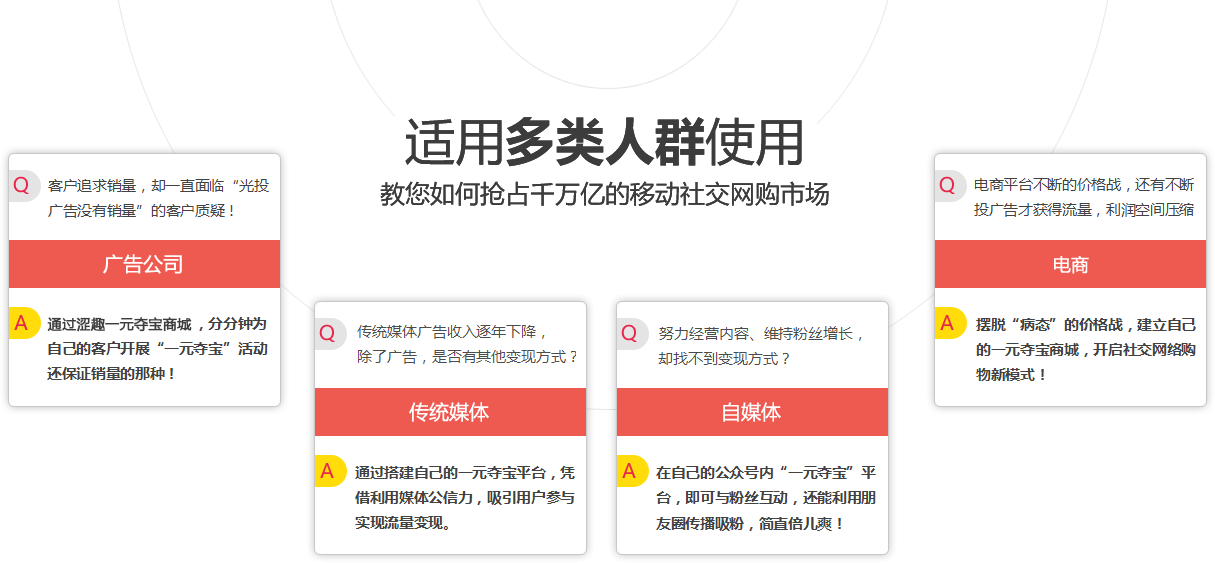 适用多类人群使用
教您如何抢占千万亿的移动社交网购市场
Q
客户追求销量，却一直面临“光投
广告没有销量”的客户质疑！
广告公司
A
通过涩趣一元夺宝商城 ，分分钟为
自己的客户开展“一元夺宝”活动
还保证销量的那种！
Q
传统媒体广告收入逐年下降，
除了广告，是否有其他变现方式？
传统媒体
A
通过搭建自己的一元夺宝平台，凭
借利用媒体公信力，吸引用户参与
实现流量变现。
Q
努力经营内容、维持粉丝增长，
却找不到变现方式？
自媒体
A
在自己的公众号内“一元夺宝”平
台，即可与粉丝互动，还能利用朋
友圈传播吸粉，简直倍儿爽！
Q
电商平台不断的价格战，还有不断
投广告才获得流量，利润空间压缩
电商
A
摆脱“病态”的价格战，建立自己
的一元夺宝商城，开启社交网络购
物新模式！